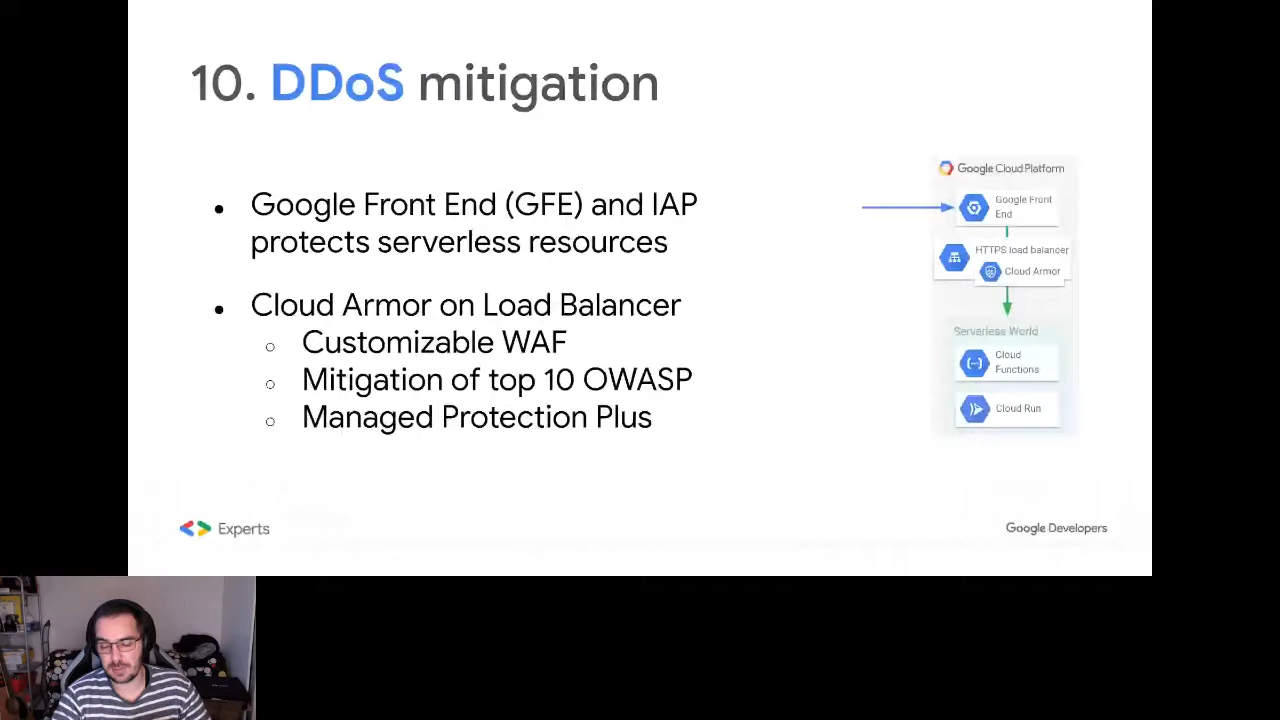 10. DDoS mitigation
● Google Front End (GFE) and IAP
protects serverless resources
● Cloud Armor on Load Balancer
○ Customizable WAF
○ Mitigation of top 10 OWASP
○ Managed Protection Plus
Google Cloud Platform
Google Front
End
HTTPS load balancer
Cloud Armor
Serverless World
Cloud
Functions
Cloud Run
Experts
Google Developers